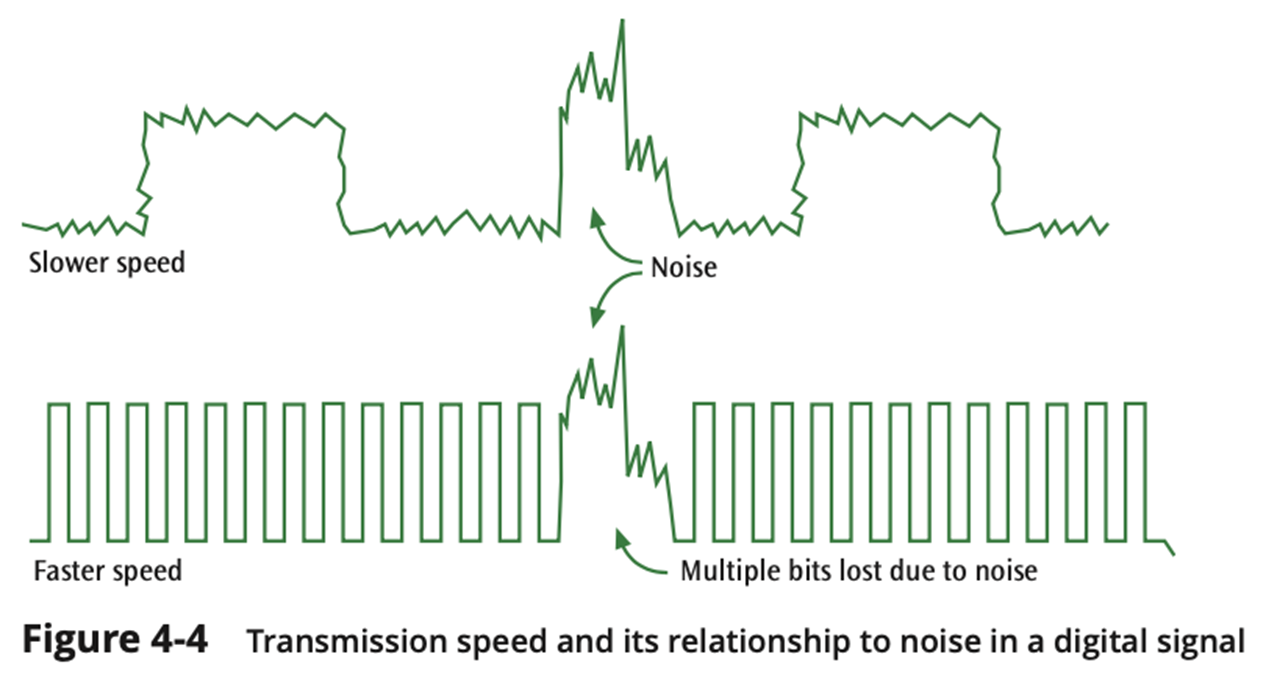 Slower speed
Noise
Faster speed
Multiple bits lost due to noise
Figure 4-4 Transmission speed and its relationship to noise in a digital signal